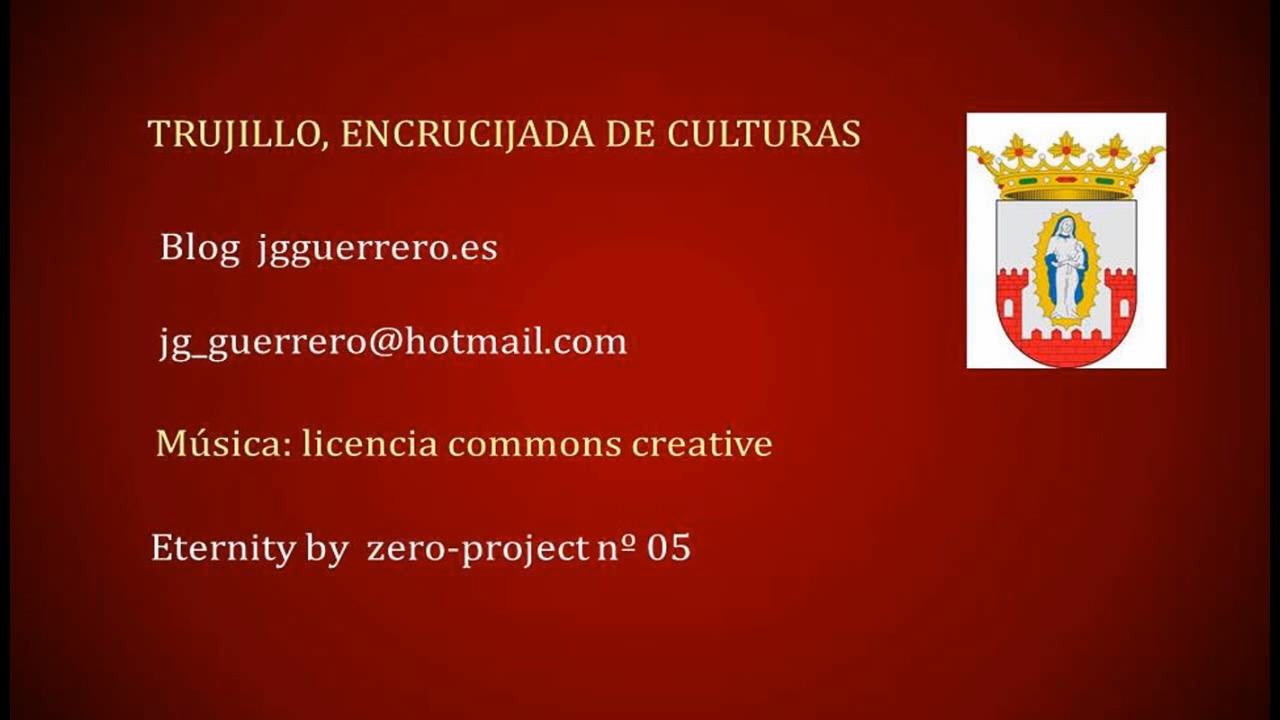 TRUJILLO, ENCRUCIJADA DE CULTURAS
Blog jgguerrero.es
jg_guerrero@hotmail.com
Música: licencia commons creative
Eternity by zero-project nº 05